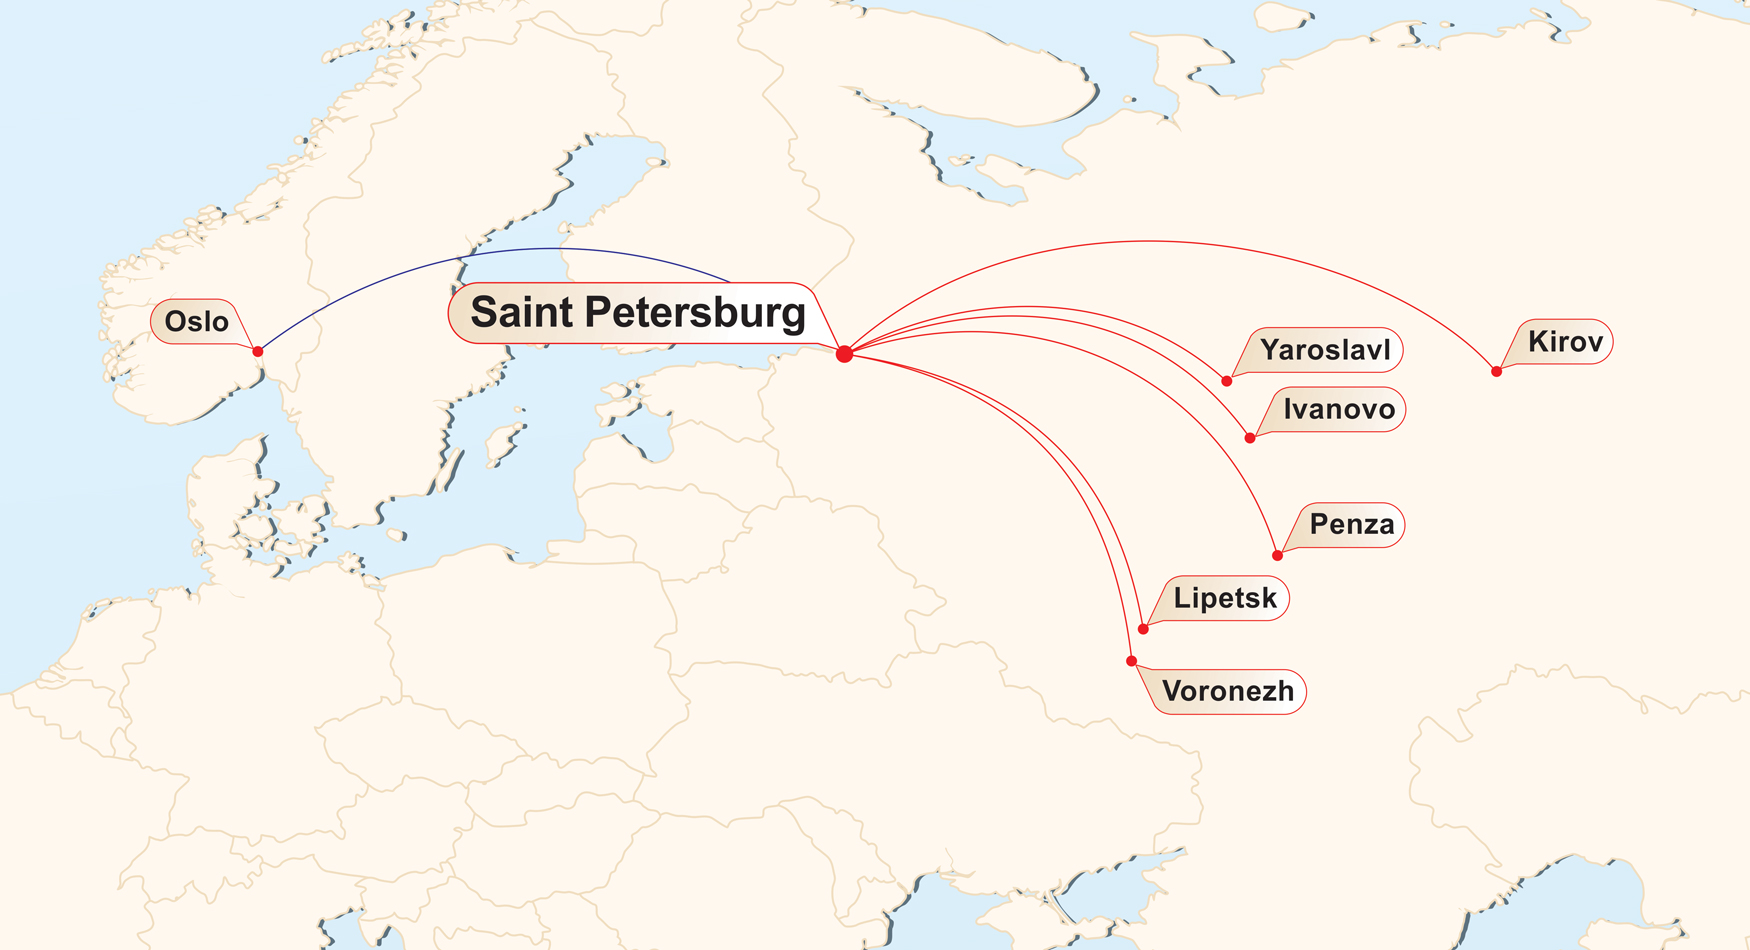 Oslo
Saint Petersburg
Yaroslavl
Kirov
Ivanovo
Penza
Lipetsk
Voronezh